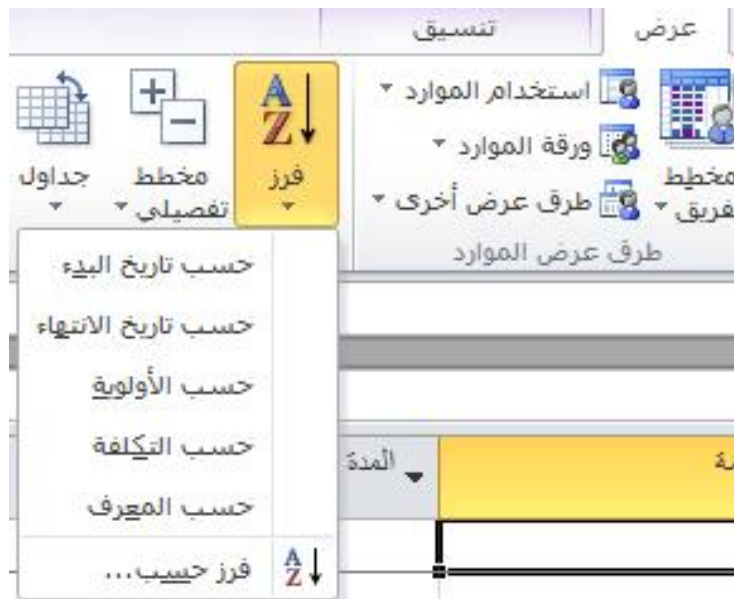 عرض
تنسيق
مخطط
استخدام الموارد
ورقة الموارد
طرق عرض أخرى
طرق عرض الموارد
فرز
مخطط
تفصيلي
جداول
حسب تاريخ البدء
حسب تاريخ الانتهاء
حسب الأولوية
حسب التكلفة
حسب المعرف
فرز حسب...
المدة